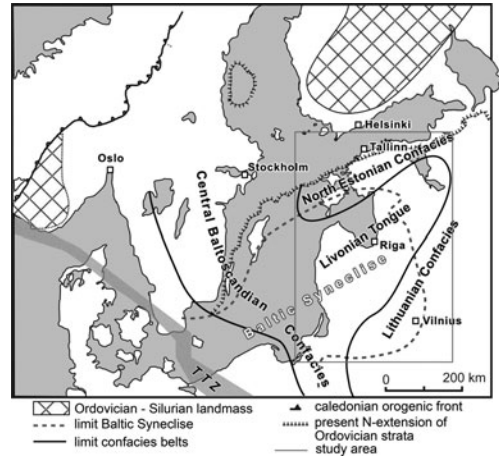 Helsinki
Tallinn
North Estonian Confacies
Oslo
Stockholm
Central Baltoscandian
Confacies
Livonian Tongue
Riga
Baltic Syneclise
Lithuanian Confacies
Vilnius
TTZ
0 200 km
Ordovician - Silurian landmass
limit Baltic Syneclise
limit confacies belts
caledonian orogenic front
present N-extension of
Ordovician strata
study area